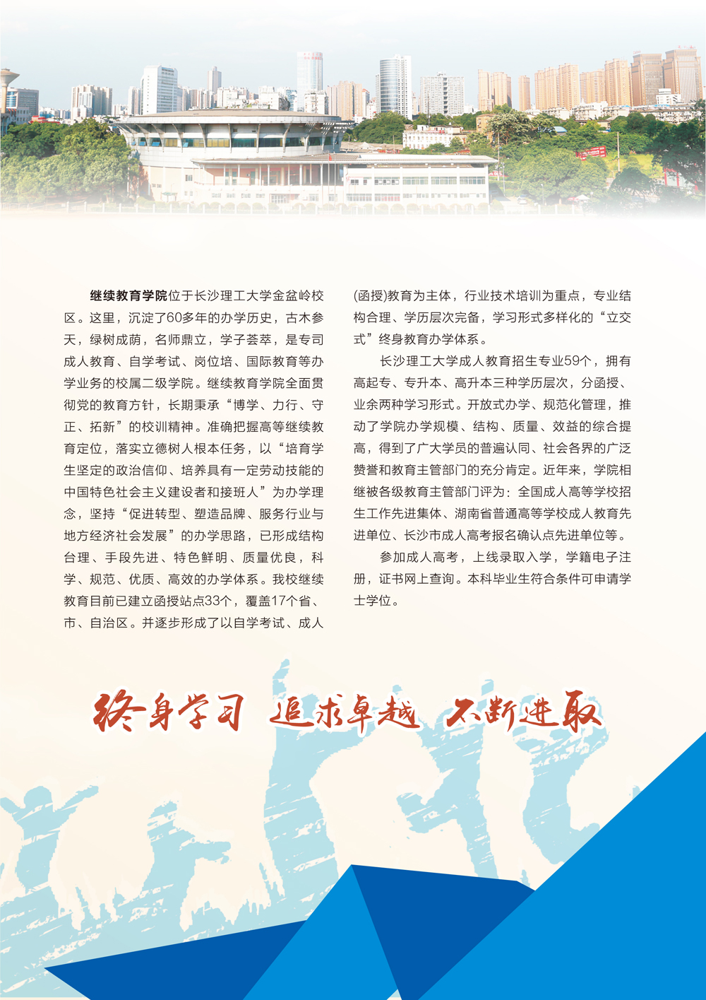 继续教育学院位于长沙理工大学金盆岭校
区。这里，沉淀了60多年的办学历史，古木参
天，绿树成荫，名师鼎立，学子荟萃，是专司
成人教育、自学考试、岗位培、国际教育等办
学业务的校属二级学院。继续教育学院全面贯
彻党的教育方针，长期秉承“博学、力行、守
正、拓新”的校训精神。准确把握高等继续教
育定位，落实立德树人根本任务，以“培育学
生坚定的政治信仰、培养具有一定劳动技能的
中国特色社会主义建设者和接班人”为办学理
念，坚持“促进转型、塑造品牌、服务行业与
地方经济社会发展”的办学思路，已形成结构
台理、手段先进、特色鲜明、质量优良，科
学、规范、优质、高效的办学体系。我校继续
教育目前已建立函授站点33个，覆盖17个省、
市、自治区。并逐步形成了以自学考试、成人
(函授)教育为主体，行业技术培训为重点，专业结
构合理、学历层次完备，学习形式多样化的“立交
式”终身教育办学体系。
长沙理工大学成人教育招生专业59个，拥有
高起专、专升本、高升本三种学历层次，分函授、
业余两种学习形式。开放式办学、规范化管理，推
动了学院办学规模、结构、质量、效益的综合提
高，得到了广大学员的普遍认同、社会各界的广泛
赞誉和教育主管部门的充分肯定。近年来，学院相
继被各级教育主管部门评为：全国成人高等学校招
生工作先进集体、湖南省普通高等学校成人教育先
进单位、长沙市成人高考报名确认点先进单位等。
参加成人高考，上线录取入学，学籍电子注
册，证书网上查询。本科毕业生符合条件可申请学
士学位。
终身学习 追求卓越 不断进取